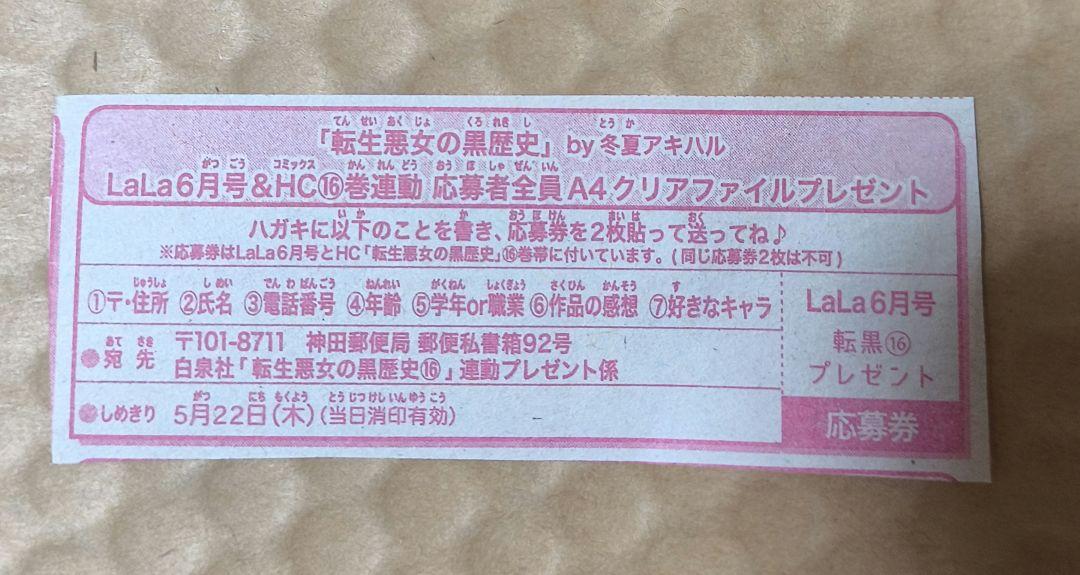 「転生悪女の黒歴史」by冬夏アキハル
LaLa6月号&HC⑯巻連動 応募者全員A4クリアファイルプレゼント
ハガキに以下のことを書き、応募券を2枚貼って送ってね♪
※応募券はLaLa6月号とHC「転生悪女の黒歴史」⑯巻帯に付いています。(同じ応募券2枚は不可)
①〒・住所 ②氏名 ③電話番号 ④年齢 ⑤学年or職業 ⑥作品の感想 ⑦好きなキャラ
●宛先 〒101-8711 神田郵便局 郵便私書箱92号
白泉社「転生悪女の黒歴史⑯」連動プレゼント係
●しめきり 5月22日(木)(当日消印有効)
LaLa6月号
転黒⑯
プレゼント
応募券